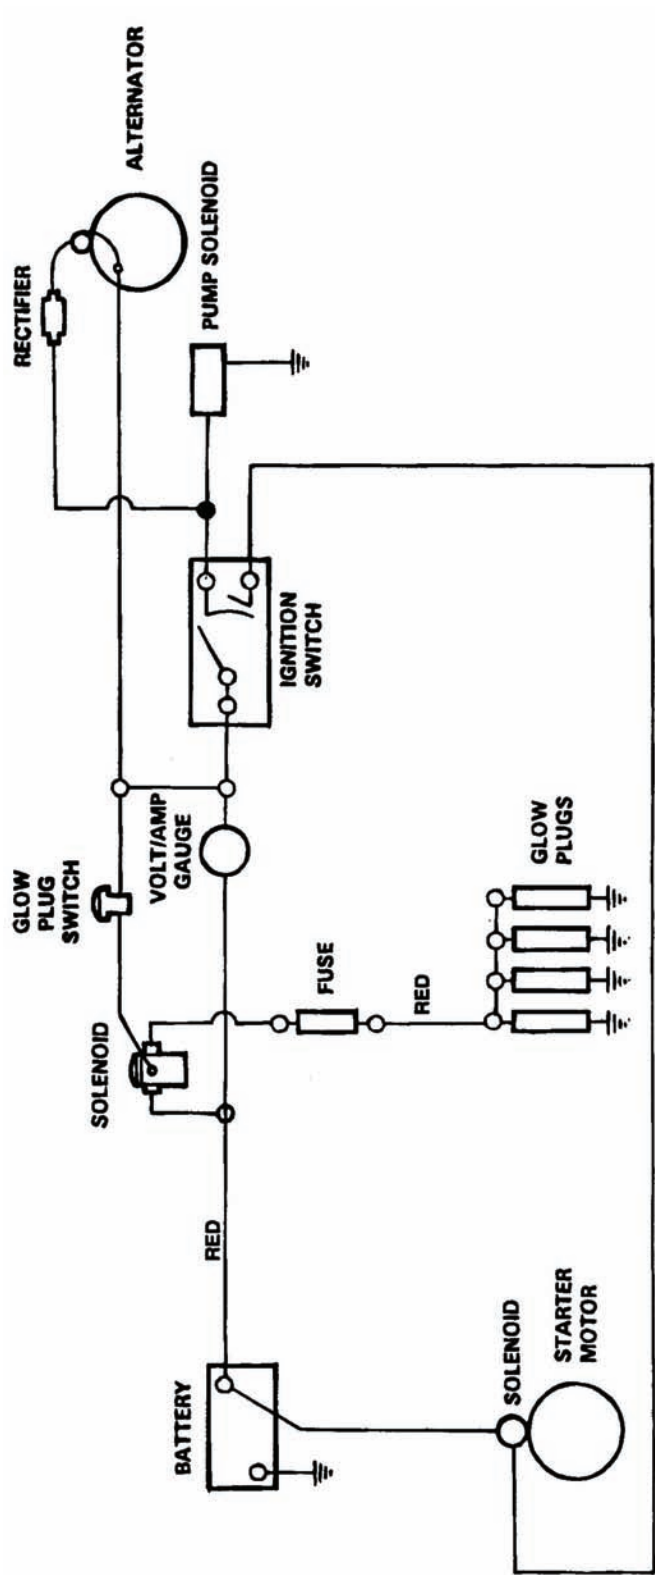 RECTIFIER
ALTERNATOR
PUMP SOLENOID
IGNITION
SWITCH
GLOW
PLUG
SWITCH
VOLT/AMP
GAUGE
SOLENOID
FUSE
RED
GLOW
PLUGS
RED
BATTERY
SOLENOID
STARTER
MOTOR